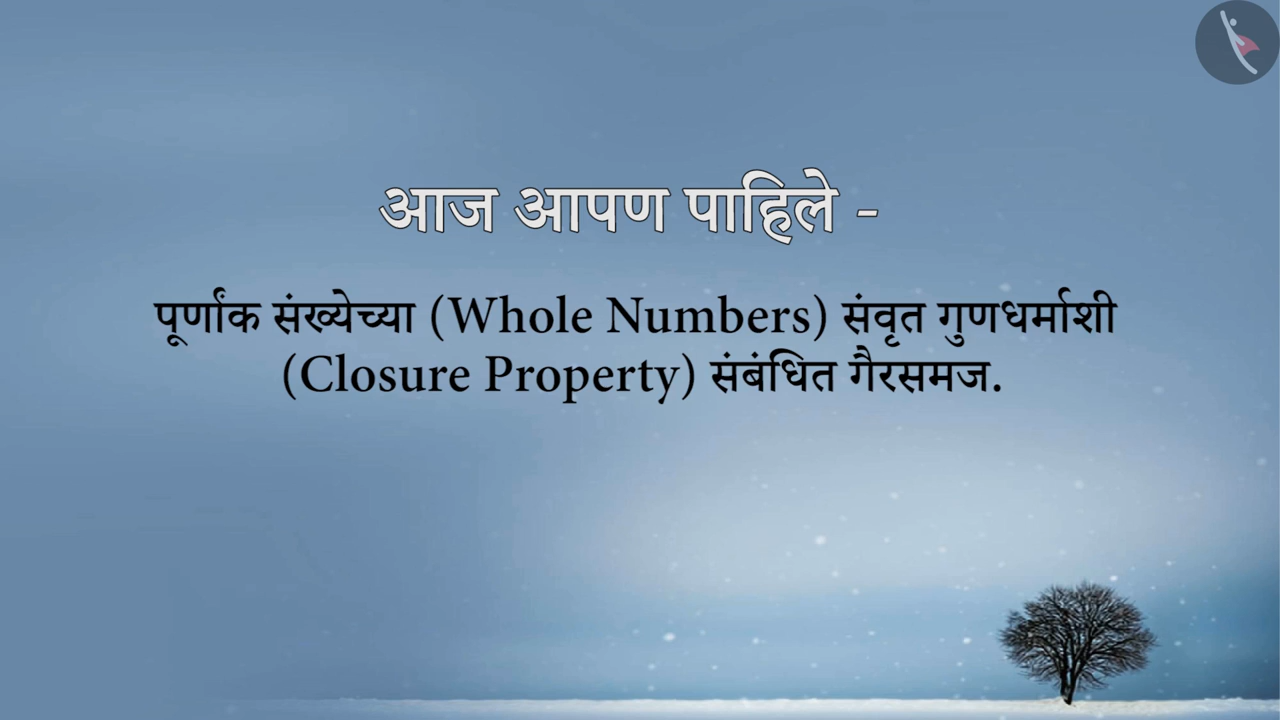 आज आपण पाहिले -
पूर्णांक संख्येच्या (Whole Numbers) संवृत गुणधर्माशी
(Closure Property) संबंधित गैरसमज.